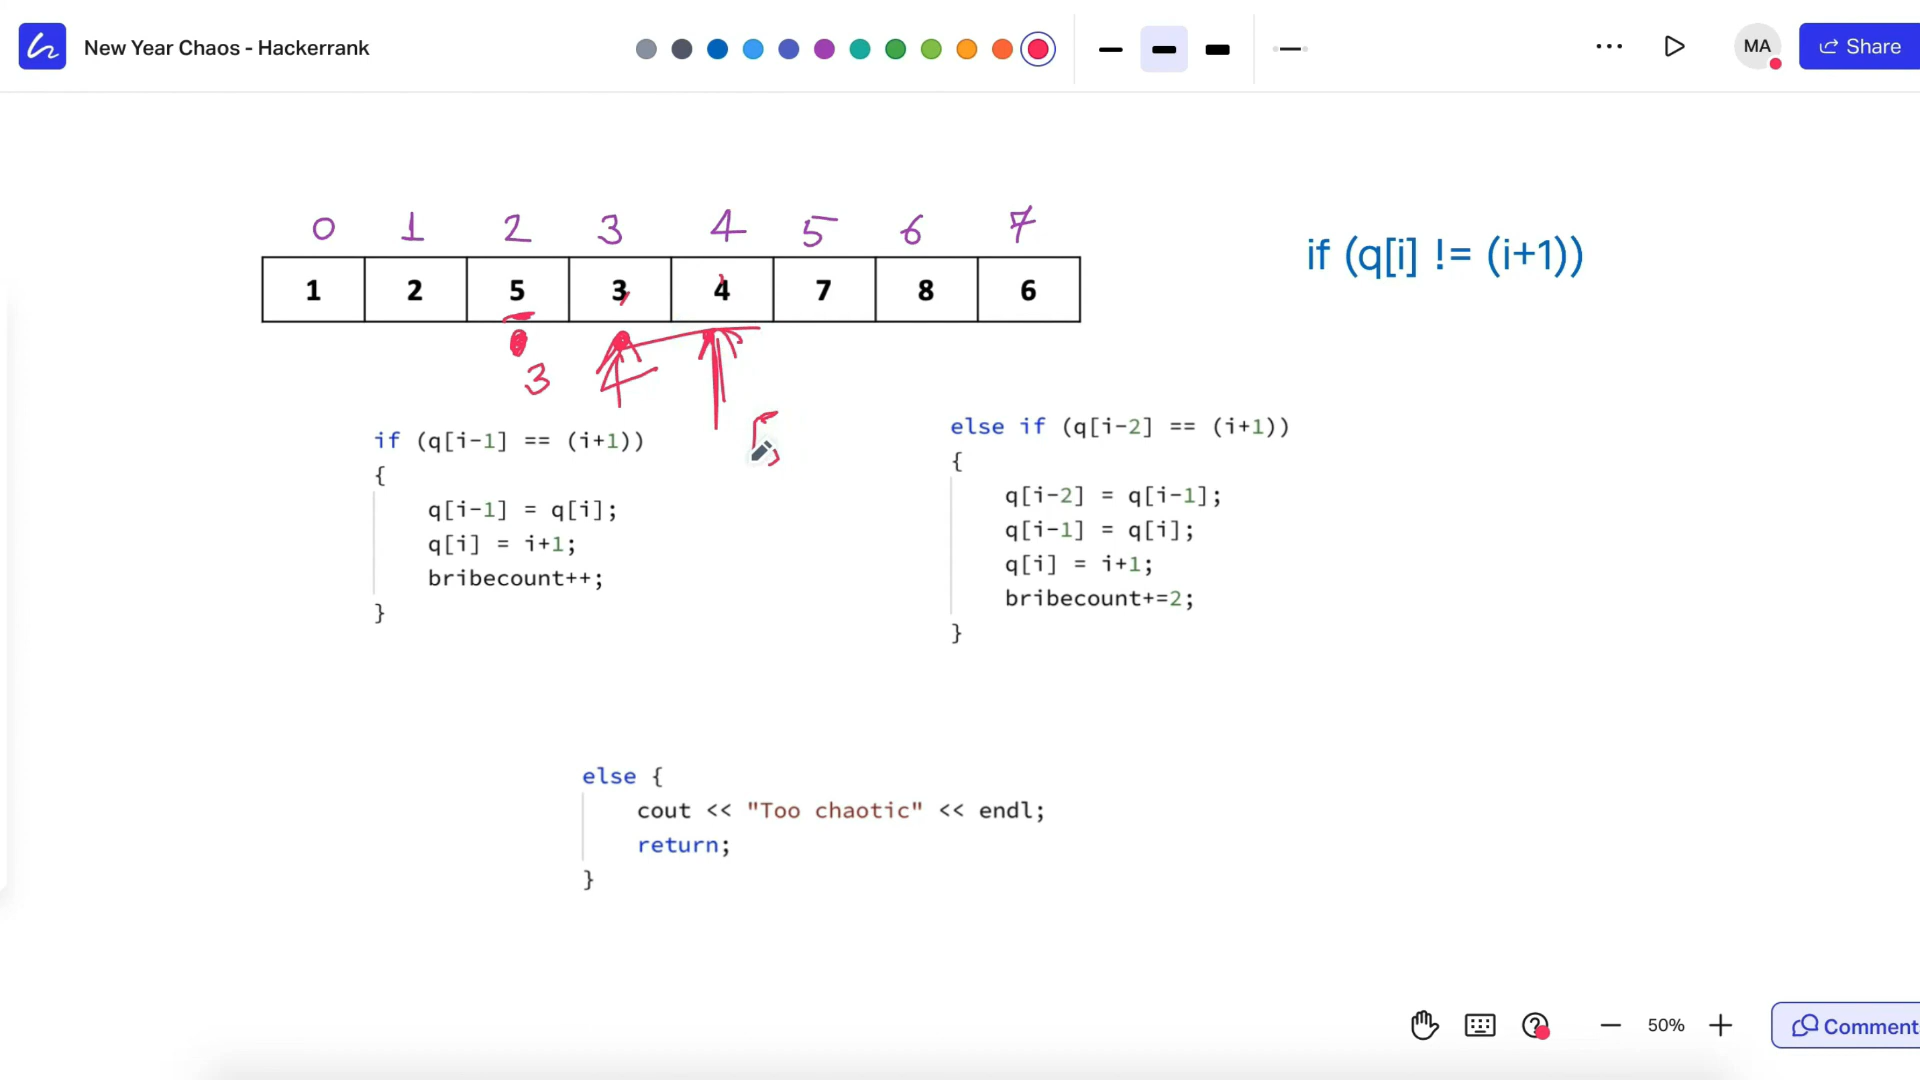 New Year Chaos - Hackerrank
MA
Share
0 1 2 3 4 5 6 7
1 2 5 3 4 7 8 6
if (q[i] != (i+1))
3
5
if (q[i-1] == (i+1))
{
q[i-1] = q[i];
q[i] = i+1;
bribecount++;
}
else if (q[i-2] == (i+1))
{
q[i-2] = q[i-1];
q[i-1] = q[i];
q[i] = i+1;
bribecount+=2;
}
else {
cout << "Too chaotic" << endl;
return;
}
50%
Comment